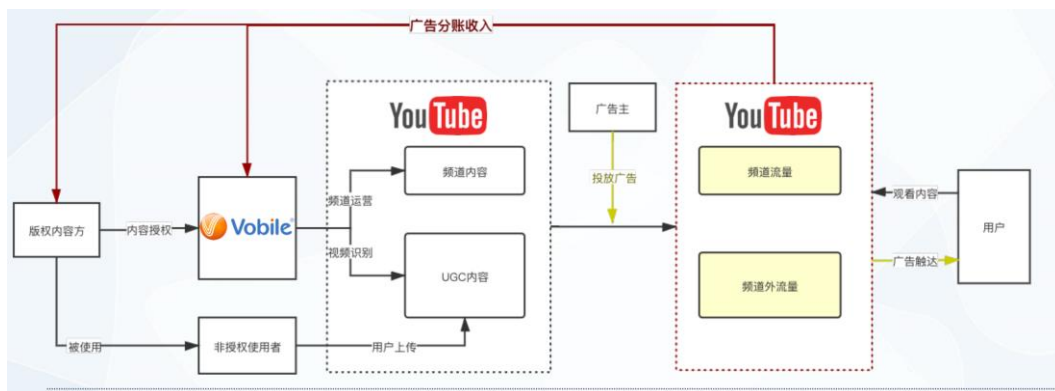 广告分账收入
YouTube
YouTube
广告主
频道内容
投放广告
频道流量
频道运营
观看内容
版权内容方
内容授权
Vobile®
用户
视频识别
UGC内容
广告触达
频道外流量
被使用
非授权使用者
用户上传